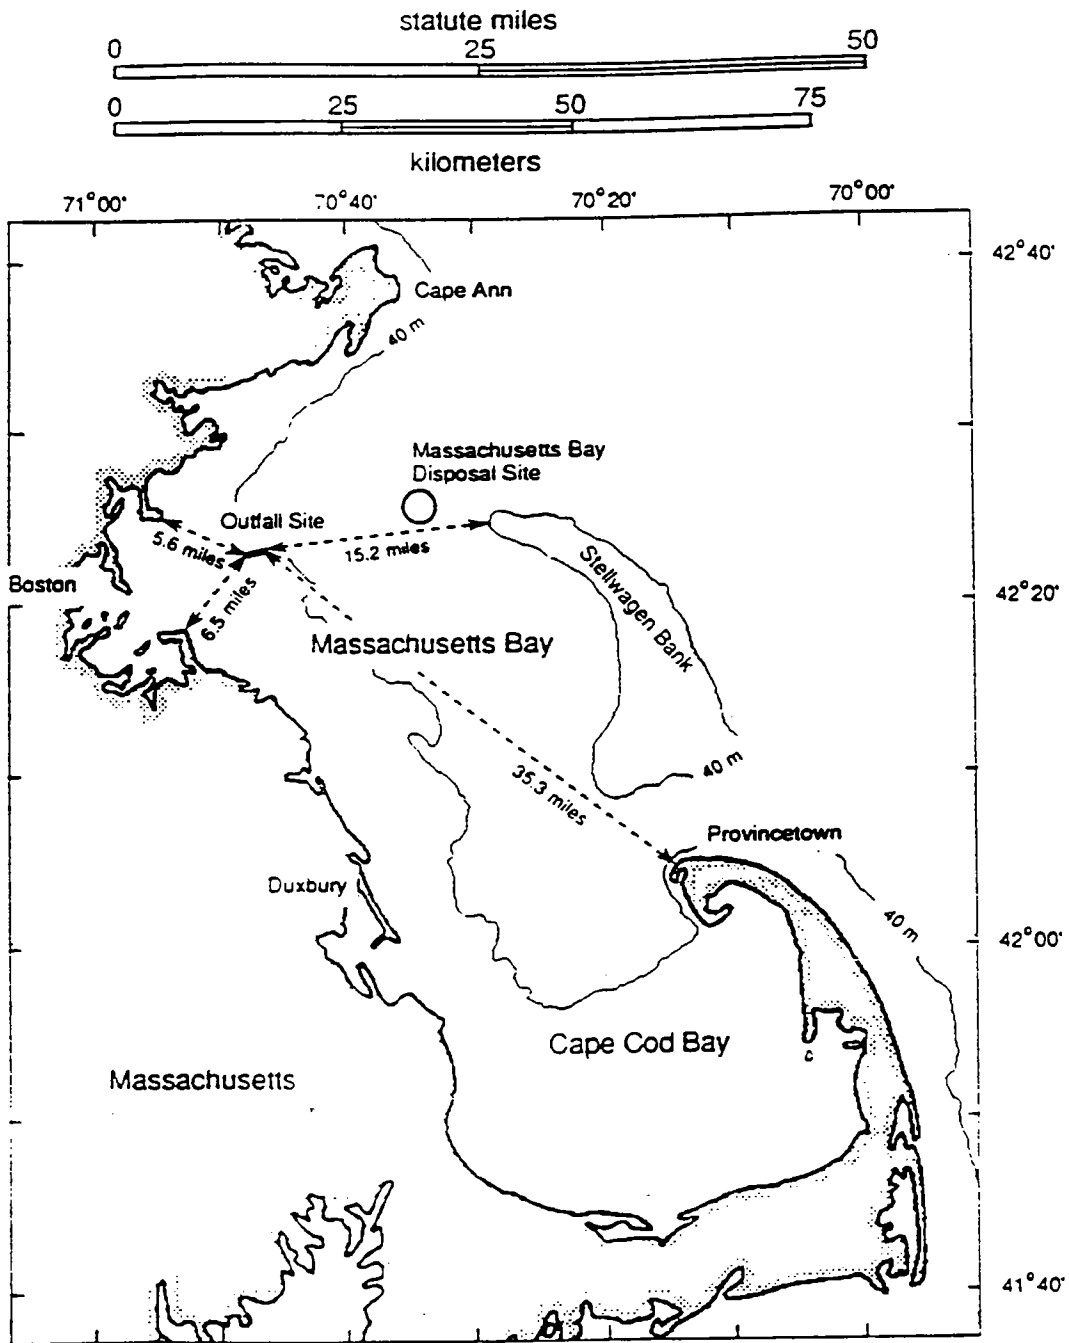 statute miles
0 25 50
0 25 50 75
kilometers
71°00' 70°40' 70°20' 70°00'
42°40'
Cape Ann
40 m
Massachusetts Bay
Disposal Site
Outfall Site
5.6 miles
15.2 miles
Boston
6.5 miles
Stellwagen Bank
42°20'
Massachusetts Bay
40 m
35.3 miles
Provincetown
Duxbury
40 m
42°00'
Cape Cod Bay
Massachusetts
41°40'